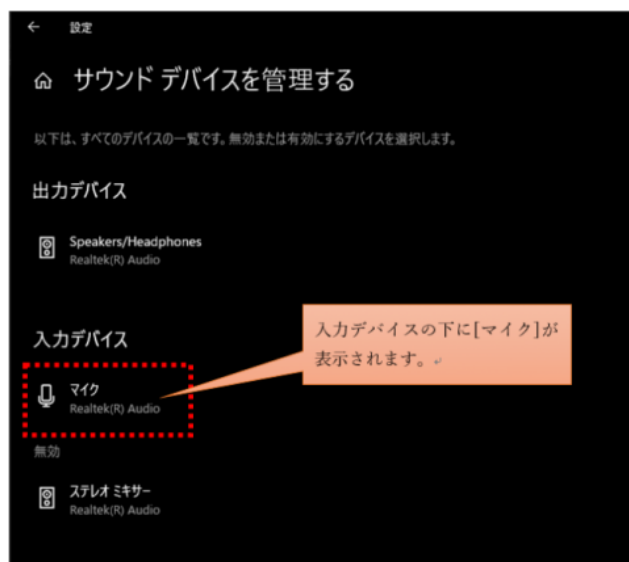 設定
サウンド デバイスを管理する
以下は、すべてのデバイスの一覧です。無効または有効にするデバイスを選択します。
出力デバイス
Speakers/Headphones
Realtek(R) Audio
入力デバイス
入力デバイスの下に[マイク]が
表示されます。
マイク
Realtek(R) Audio
無効
ステレオ ミキサー
Realtek(R) Audio